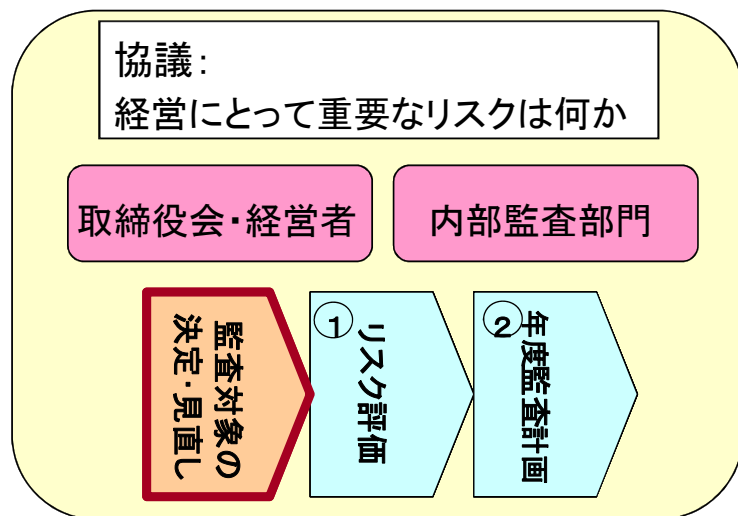 協議：
経営にとって重要なリスクは何か
取締役会・経営者
内部監査部門
監査対象の
決定・見直し
①
リスク評価
②
年度監査計画